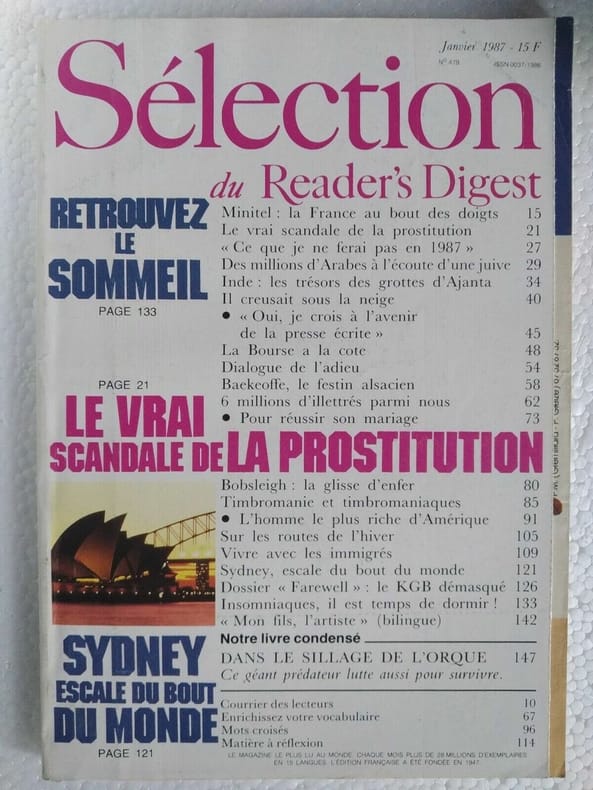 Janvier 1987 - 15 F
N° 479 ISSN 0037-1386
Sélection
du Reader's Digest
RETROUVEZ
LE
SOMMEIL
PAGE 133
Minitel : la France au bout des doigts 15
Le vrai scandale de la prostitution 21
« Ce que je ne ferai pas en 1987 » 27
Des millions d'Arabes à l'écoute d'une juive 29
Inde : les trésors des grottes d'Ajanta 34
Il creusait sous la neige 40
• « Oui, je crois à l'avenir
de la presse écrite » 45
La Bourse a la cote 48
Dialogue de l'adieu 54
Baekeoffe, le festin alsacien 58
6 millions d'illettrés parmi nous 62
• Pour réussir son mariage 73
PAGE 21
LE VRAI
SCANDALE DE LA PROSTITUTION
Bobsleigh : la glisse d'enfer 80
Timbromanie et timbromaniaques 85
• L'homme le plus riche d'Amérique 91
Sur les routes de l'hiver 105
Vivre avec les immigrés 109
Sydney, escale du bout du monde 121
Dossier « Farewell » : le KGB démasqué 126
Insomniaques, il est temps de dormir ! 133
« Mon fils, l'artiste » (bilingue) 142
Notre livre condensé
DANS LE SILLAGE DE L'ORQUE 147
Ce géant prédateur lutte aussi pour survivre.
SYDNEY
ESCALE DU BOUT
DU MONDE
PAGE 121
Courrier des lecteurs 10
Enrichissez votre vocabulaire 67
Mots croisés 96
Matière à réflexion 114
LE MAGAZINE LE PLUS LU AU MONDE. CHAQUE MOIS PLUS DE 28 MILLIONS D'EXEMPLAIRES
EN 15 LANGUES. L'ÉDITION FRANÇAISE A ÉTÉ FONDÉE EN 1947.